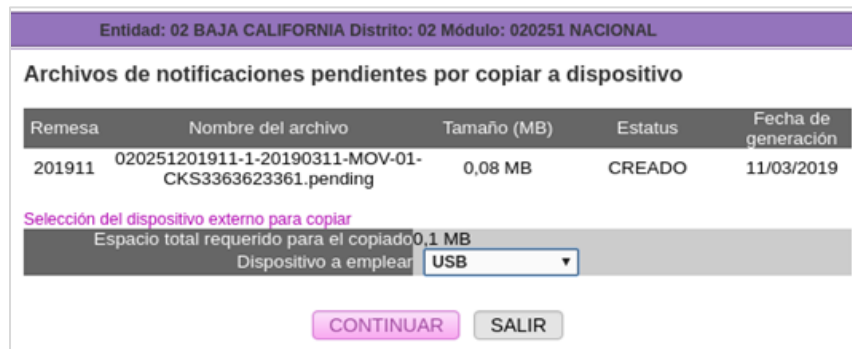 Entidad: 02 BAJA CALIFORNIA Distrito: 02 Módulo: 020251 NACIONAL
Archivos de notificaciones pendientes por copiar a dispositivo
Remesa Nombre del archivo Tamaño (MB) Estatus Fecha de generación
201911 020251201911-1-20190311-MOV-01-CKS3363623361.pending 0,08 MB CREADO 11/03/2019
Selección del dispositivo externo para copiar
Espacio total requerido para el copiado 0,1 MB
Dispositivo a emplear USB
CONTINUAR SALIR